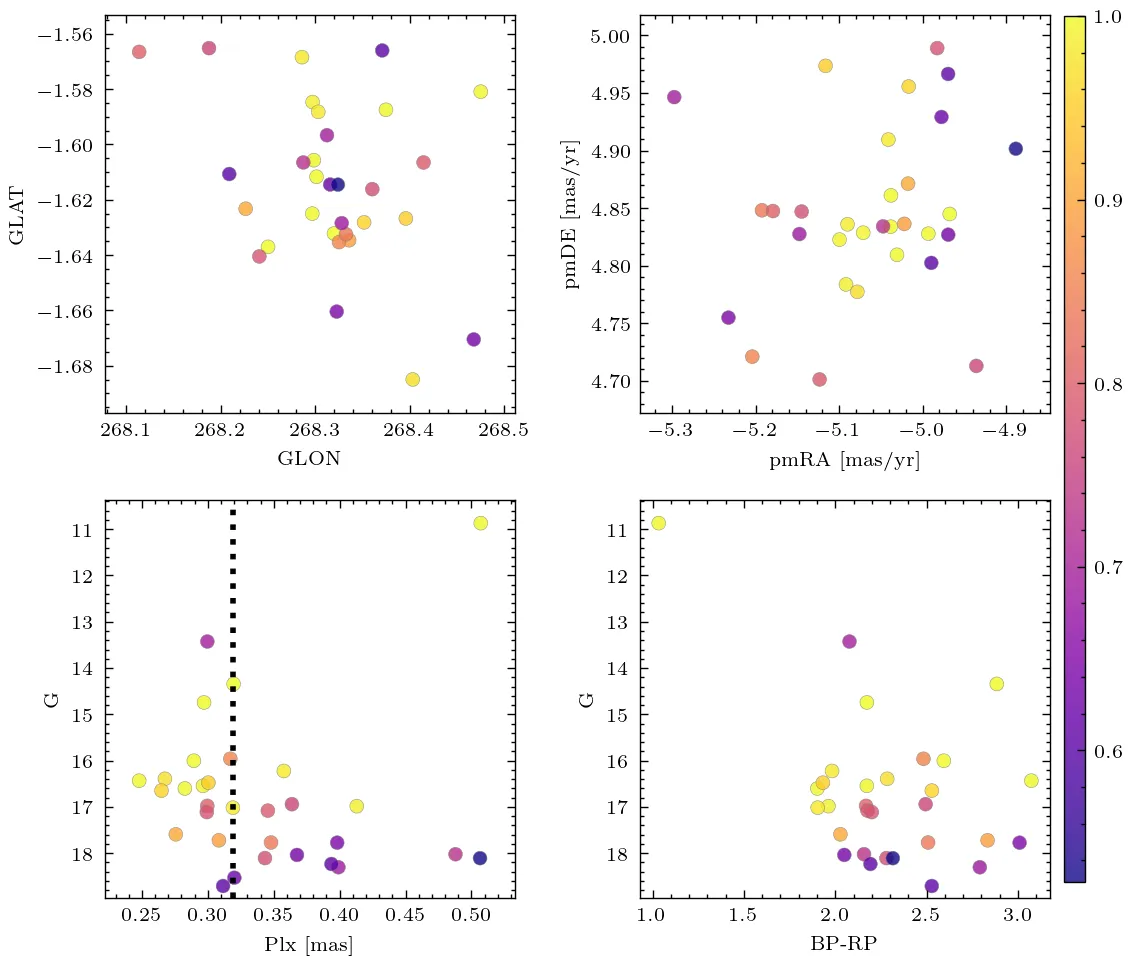 −1.56
−1.58
−1.60
−1.62
−1.64
−1.66
−1.68
GLAT
268.1 268.2 268.3 268.4 268.5
GLON
5.00
4.95
4.90
4.85
4.80
4.75
4.70
pmDE [mas/yr]
−5.3 −5.2 −5.1 −5.0 −4.9
pmRA [mas/yr]
1.0
0.9
0.8
0.7
0.6
11
12
13
14
15
16
17
18
G
0.25 0.30 0.35 0.40 0.45 0.50
Plx [mas]
11
12
13
14
15
16
17
18
G
1.0 1.5 2.0 2.5 3.0
BP-RP